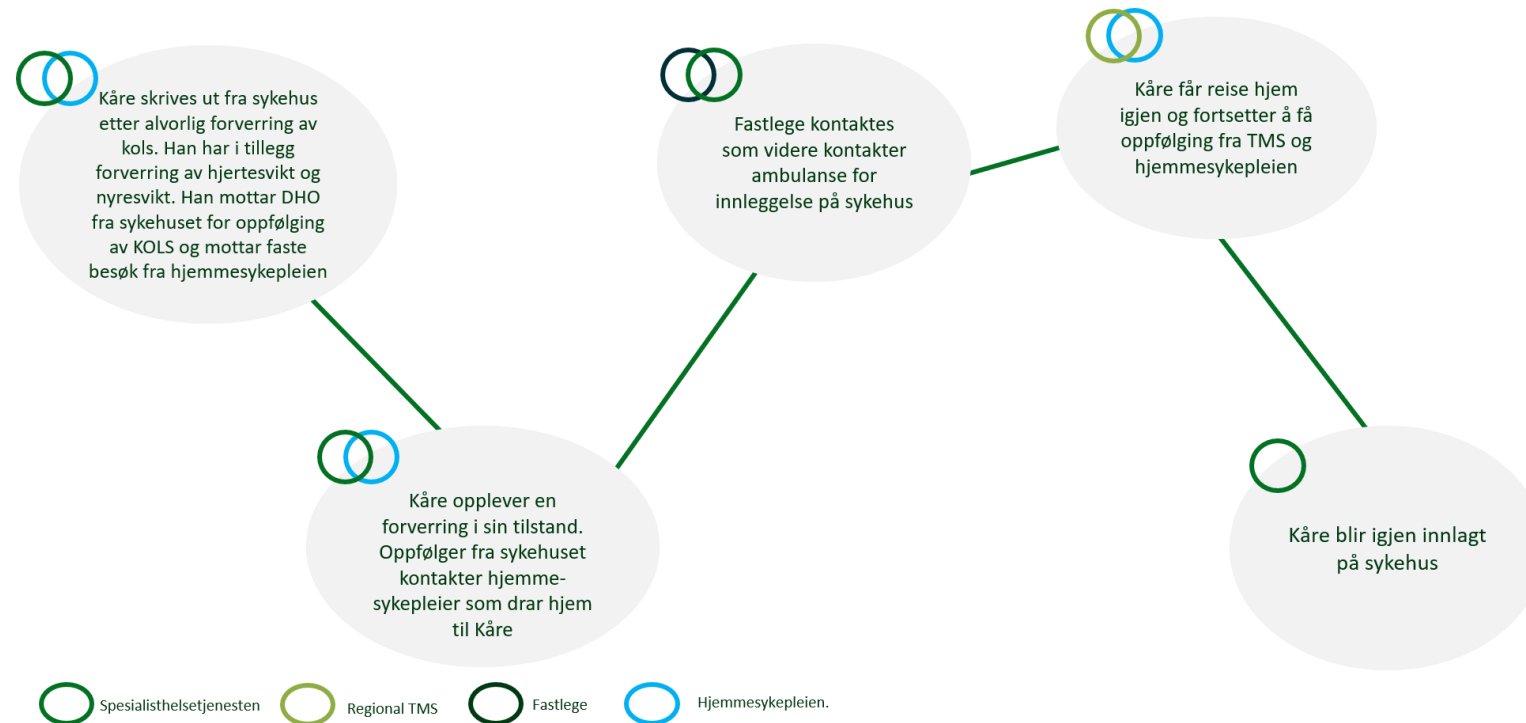 Kåre skrives ut fra sykehus
etter alvorlig forverring av
kols. Han har i tillegg
forverring av hjertesvikt og
nyresvikt. Han mottar DHO
fra sykehuset for oppfølging
av KOLS og mottar faste
besøk fra hjemmesykepleien
Kåre opplever en
forverring i sin tilstand.
Oppfølger fra sykehuset
kontakter hjemme-
sykepleier som drar hjem
til Kåre
Fastlege kontaktes
som videre kontakter
ambulanse for
innleggelse på sykehus
Kåre får reise hjem
igjen og fortsetter å få
oppfølging fra TMS og
hjemmesykepleien
Kåre blir igjen innlagt
på sykehus
Spesialisthelsetjenesten
Regional TMS
Fastlege
Hjemmesykepleien.